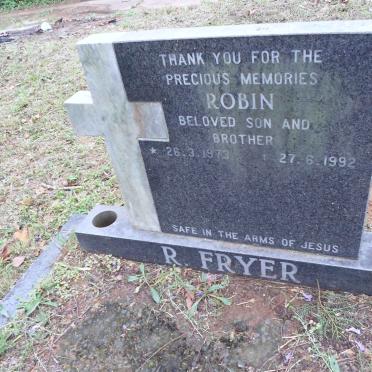 THANK YOU FOR THE
PRECIOUS MEMORIES
ROBIN
BELOVED SON AND
BROTHER
* 26.3.1973 † 27.6.1992
SAFE IN THE ARMS OF JESUS
R. FRYER